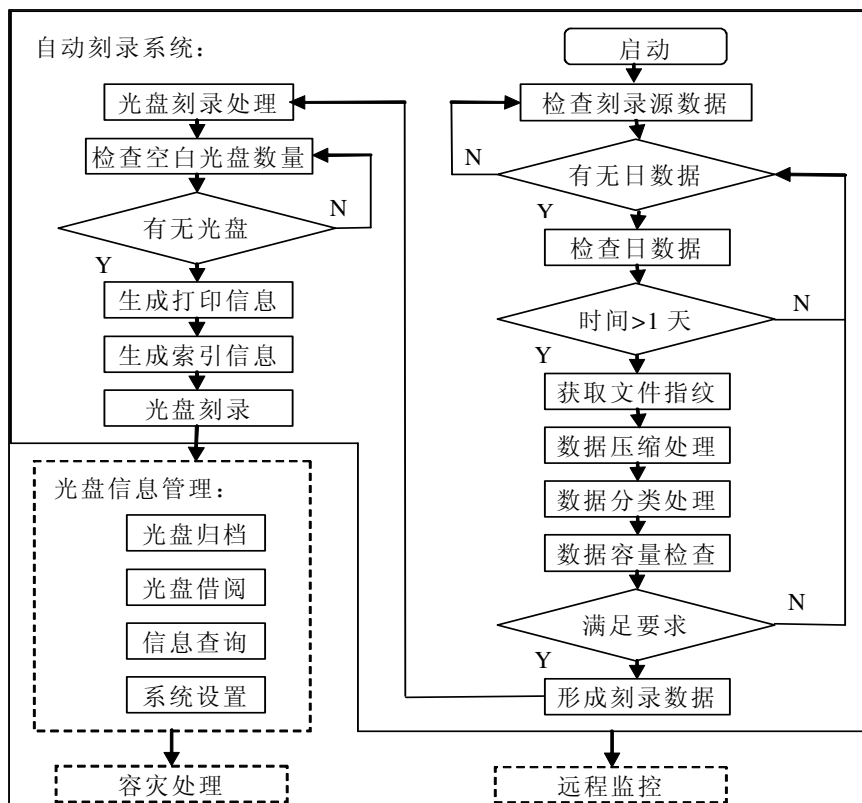 自动刻录系统:
光盘刻录处理
检查空白光盘数量
N
有无光盘
Y
生成打印信息
生成索引信息
光盘刻录
光盘信息管理:
光盘归档
光盘借阅
信息查询
系统设置
容灾处理
启动
检查刻录源数据
N
有无日数据
Y
检查日数据
时间>1 天
N
Y
获取文件指纹
数据压缩处理
数据分类处理
数据容量检查
N
满足要求
Y
形成刻录数据
远程监控